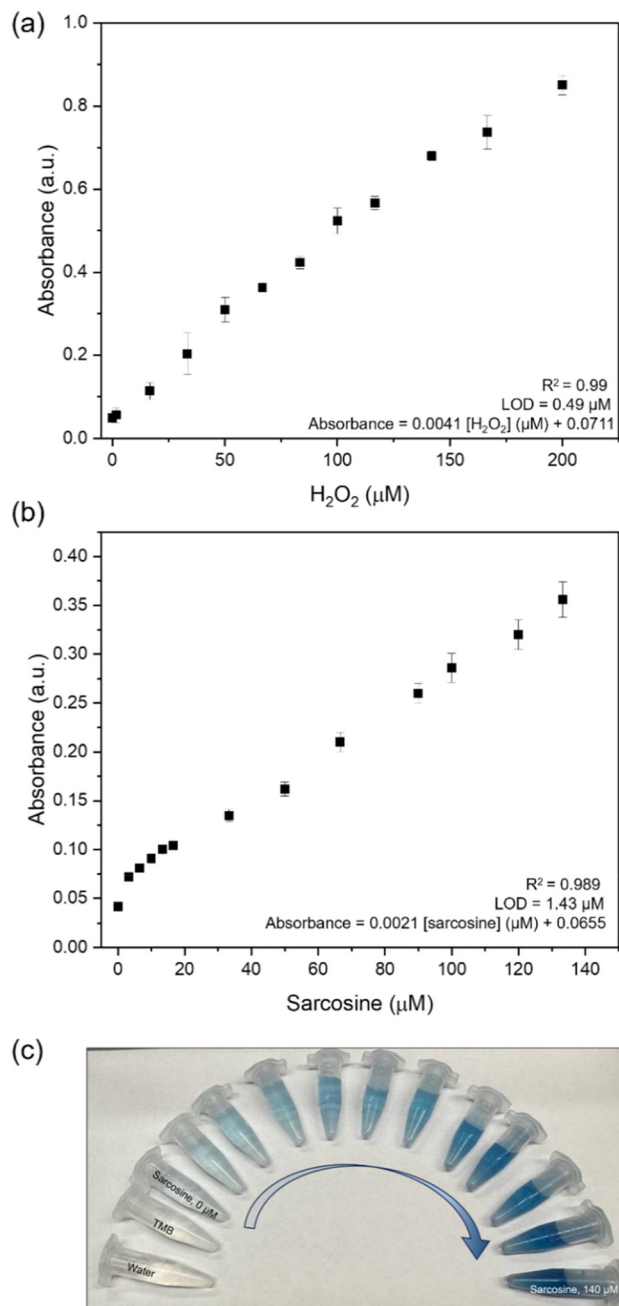 (a)
1.0
0.8
0.6
0.4
0.2
0.0
Absorbance (a.u.)
R² = 0.99
LOD = 0.49 µM
Absorbance = 0.0041 [H₂O₂] (µM) + 0.0711
0 50 100 150 200
H₂O₂ (µM)
(b)
0.40
0.35
0.30
0.25
0.20
0.15
0.10
0.05
0.00
Absorbance (a.u.)
R² = 0.989
LOD = 1.43 µM
Absorbance = 0.0021 [sarcosine] (µM) + 0.0655
0 20 40 60 80 100 120 140
Sarcosine (µM)
(c)
Sarcosine, 0 µM
TMB
Water
Sarcosine, 140 µM